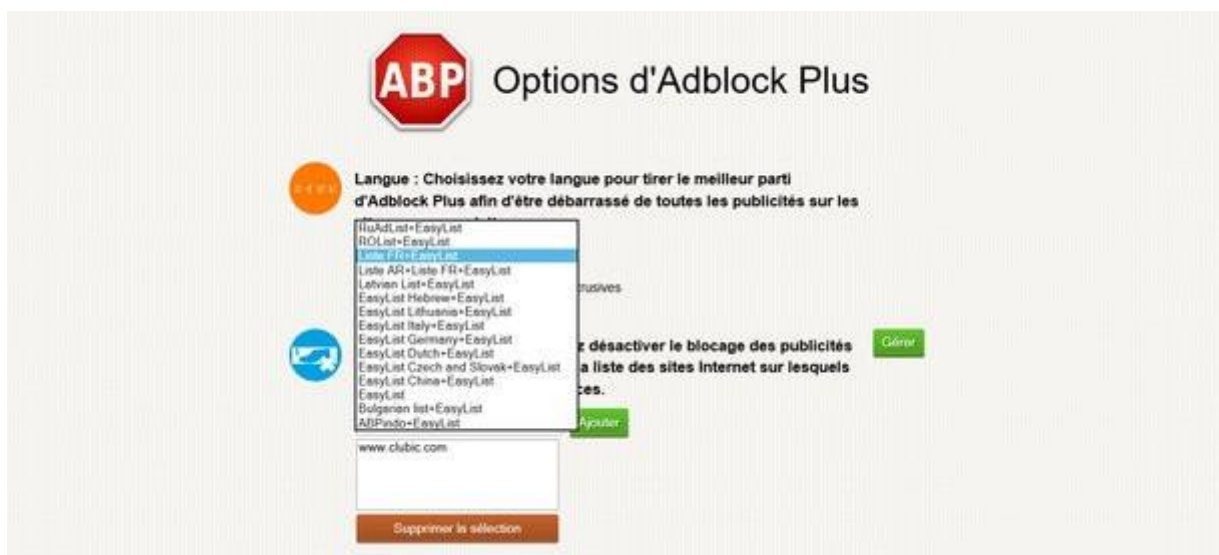 ABP
Options d'Adblock Plus
Langue : Choisissez votre langue pour tirer le meilleur parti
d'Adblock Plus afin d'être débarrassé de toutes les publicités sur les
RuAdList+EasyList
ROList+EasyList
Liste FR+EasyList
Liste AR+Liste FR+EasyList
Latvian List+EasyList
trusives
EasyList Hebrew+EasyList
EasyList Lithuania+EasyList
EasyList Italy+EasyList
EasyList Germany+EasyList
z désactiver le blocage des publicités
Gérer
EasyList Dutch+EasyList
EasyList Czech and Slovak+EasyList
a liste des sites Internet sur lesquels
EasyList China+EasyList
EasyList
ces.
Bulgarian list+EasyList
ABPindo+EasyList
Ajouter
www.clubic.com
Supprimer la sélection